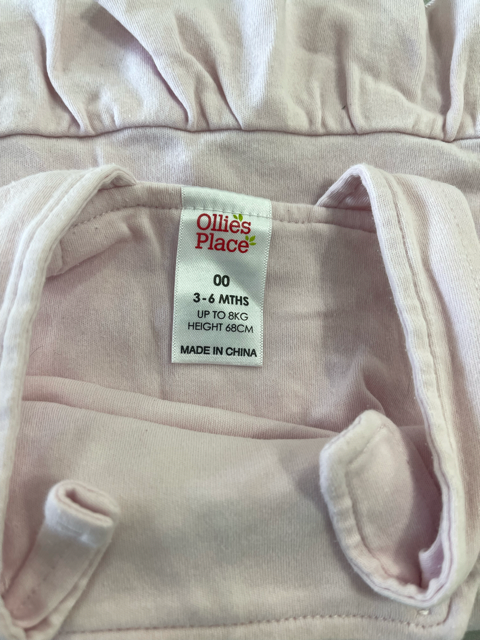 Ollie's
Place
00
3-6 MTHS
UP TO 8KG
HEIGHT 68CM
MADE IN CHINA